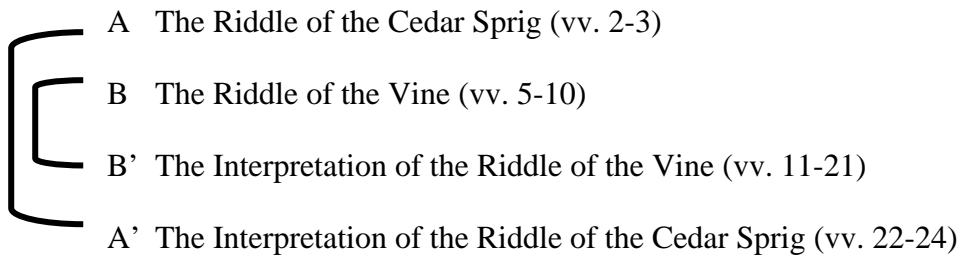 A The Riddle of the Cedar Sprig (vv. 2-3)
B The Riddle of the Vine (vv. 5-10)
B’ The Interpretation of the Riddle of the Vine (vv. 11-21)
A’ The Interpretation of the Riddle of the Cedar Sprig (vv. 22-24)